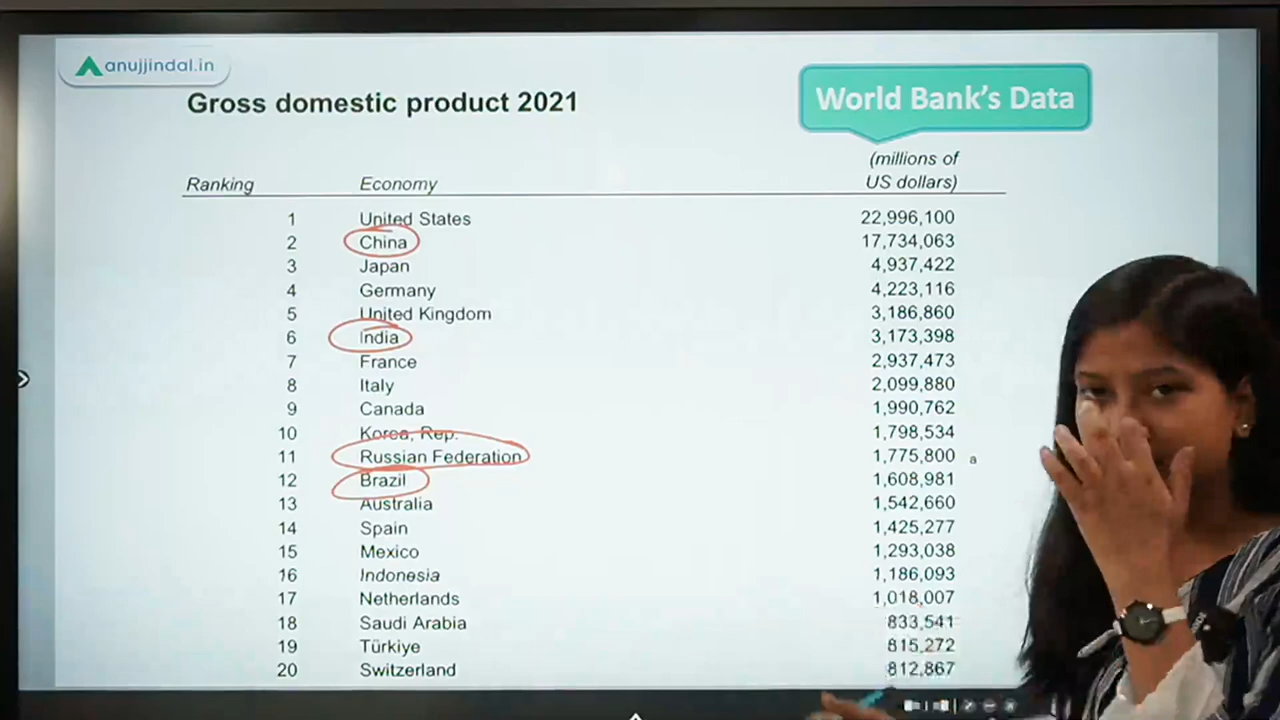 anujjindal.in
Gross domestic product 2021
World Bank's Data
(millions of
US dollars)
Ranking Economy
1 United States 22,996,100
2 China 17,734,063
3 Japan 4,937,422
4 Germany 4,223,116
5 United Kingdom 3,186,860
6 India 3,173,398
7 France 2,937,473
8 Italy 2,099,880
9 Canada 1,990,762
10 Korea, Rep. 1,798,534
11 Russian Federation 1,775,800 a
12 Brazil 1,608,981
13 Australia 1,542,660
14 Spain 1,425,277
15 Mexico 1,293,038
16 Indonesia 1,186,093
17 Netherlands 1,018,007
18 Saudi Arabia 833,541
19 Türkiye 815,272
20 Switzerland 812,867